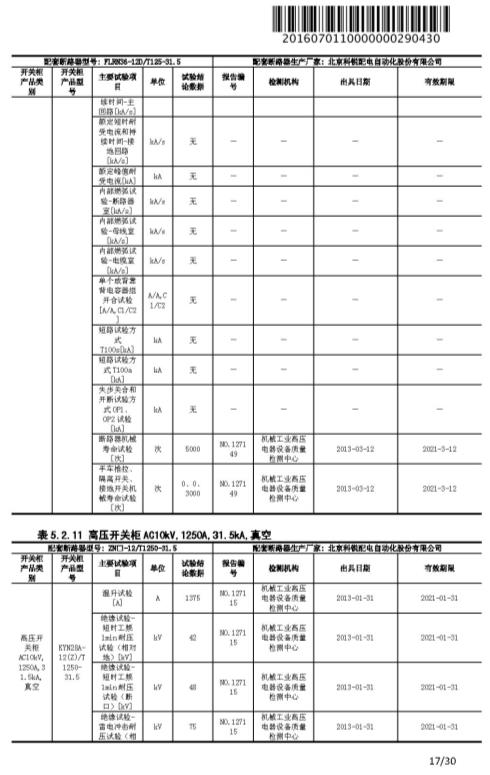 20160701100000000290430
配套断路器型号：FLRN36-12D/T125-31.5 配套断路器生产厂家：北京科锐配电自动化股份有限公司
开关柜产品类别 开关柜产品型号 主要试验项目 单位 试验结论数据 报告编号 检测机构 出具日期 有效期限
续时间-主
回路[kA/s]
额定短时耐
受电流和持
续时间-接 kA/s 无 — — — —
地回路
[kA/s]
额定峰值耐
受电流[kA] kA 无 — — — —
内部燃弧试
验-断路器 kA/s 无 — — — —
室[kA/s]
内部燃弧试
验-母线室 kA/s 无 — — — —
[kA/s]
内部燃弧试
验-电缆室 kA/s 无 — — — —
[kA/s]
单个或背靠
背电容器组 A/A,C
开合试验 1/C2 无 — — — —
[A/A,C1/C2
]
短路试验方
式 kA 无 — — — —
T100s[kA]
短路试验方
式T100a kA 无 — — — —
[kA]
失步关合和
开断试验方
式OP1、 kA 无 — — — —
OP2试验
[kA]
断路器机械 机械工业高压
寿命试验 次 5000 NO.127149 电器设备质量 2013-03-12 2021-3-12
[次] 检测中心
手车推拉、
隔离开关、 机械工业高压
接地开关机 次 0、0、3000 NO.127149 电器设备质量 2013-03-12 2021-3-12
械寿命试验 检测中心
[次]
表 5.2.11 高压开关柜 AC10kV,1250A,31.5kA,真空
配套断路器型号：ZN□-12/T1250-31.5 配套断路器生产厂家：北京科锐配电自动化股份有限公司
开关柜产品类别 开关柜产品型号 主要试验项目 单位 试验结论数据 报告编号 检测机构 出具日期 有效期限
高压开
关柜
AC10kV,
1250A,3
1.5kA,
真空
KYN28A-
12(Z)/T
1250-
31.5
温升试验 机械工业高压
[A] A 1375 NO.127115 电器设备质量 2013-01-31 2021-01-31
检测中心
绝缘试验-
短时工频 机械工业高压
1min耐压 kV 42 NO.127115 电器设备质量 2013-01-31 2021-01-31
试验（相对 检测中心
地）[kV]
绝缘试验-
短时工频 机械工业高压
1min耐压 kV 48 NO.127115 电器设备质量 2013-01-31 2021-01-31
试验（断 检测中心
口）[kV]
绝缘试验- 机械工业高压
雷电冲击耐 kV 75 NO.127115 电器设备质量 2013-01-31 2021-01-31
压试验（相 检测中心
17/30